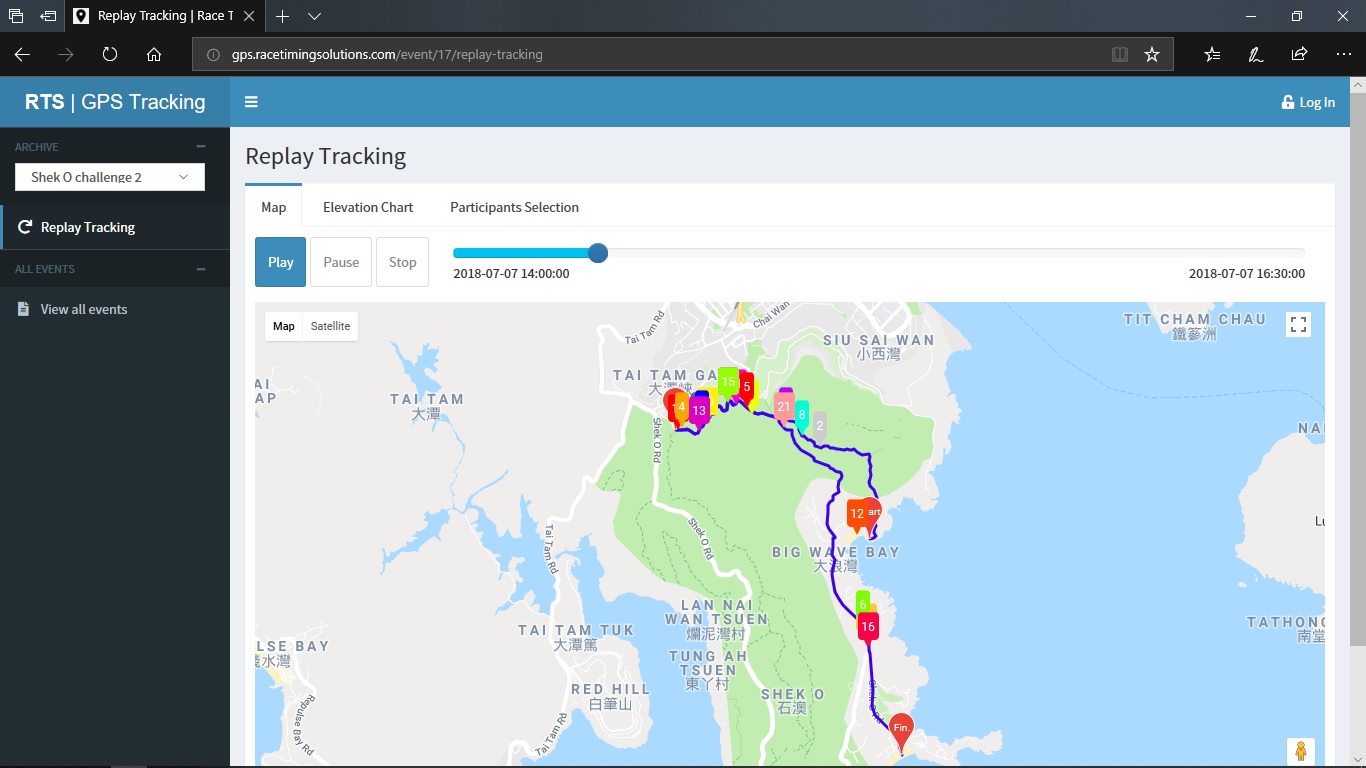 Replay Tracking | Race T
gps.racetimingsolutions.com/event/17/replay-tracking
RTS | GPS Tracking
Log In
ARCHIVE
Shek O challenge 2
Replay Tracking
ALL EVENTS
View all events
Replay Tracking
Map
Elevation Chart
Participants Selection
Play
Pause
Stop
2018-07-07 14:00:00
2018-07-07 16:30:00
Map
Satellite
Tai Tam Rd
Chai Wan
SIU SAI WAN
小西灣
TIT CHAM CHAU
鐵篸洲
TAI TAM GA
大潭峽
TAI TAM
大潭
AI
AP
15
5
4
13
21
8
2
Shek O Rd
NA
12
art
Shek O Rd
Tai Tam Rd
BIG WAVE BAY
大浪灣
LAN NAI
WAN TSUEN
爛泥灣村
6
16
TAI TAM TUK
大潭篤
TATHONG
南堂
LSE BAY
淺水灣
TUNG AH
TSUEN
東丫村
RED HILL
白筆山
SHEK O
石澳
Repulse Bay Rd
Tai Tam Rd
Fin.